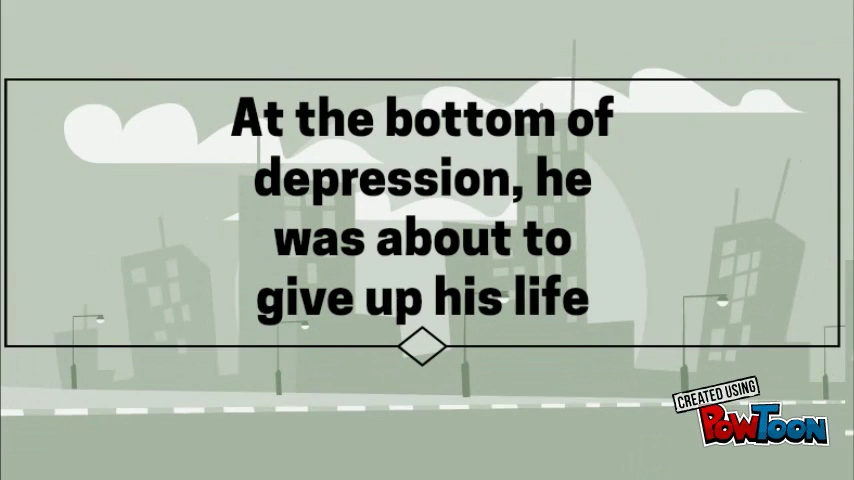 At the bottom of
depression, he
was about to
give up his life
CREATED USING
POWTOON